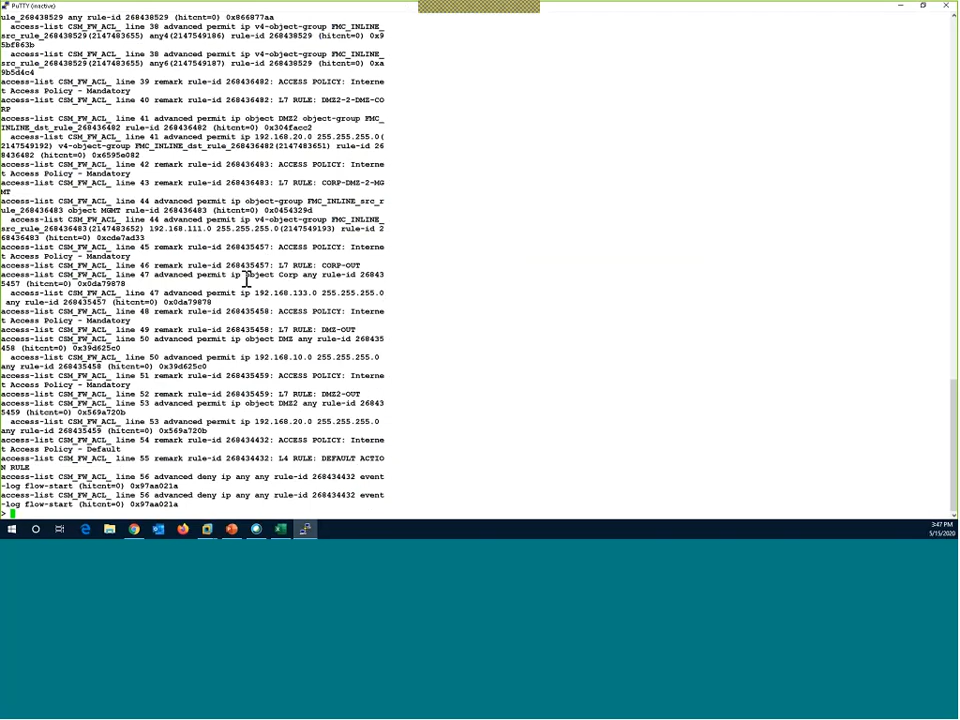 PuTTY (inactive)
ule_268438529 any rule-id 268438529 (hitcnt=0) 0x866877aa
access-list CSM_FW_ACL_ line 38 advanced permit ip v4-object-group FMC_INLINE_
src_rule_268438529(2147483655) any4(2147549186) rule-id 268438529 (hitcnt=0) 0x9
5bf863b
access-list CSM_FW_ACL_ line 38 advanced permit ip v4-object-group FMC_INLINE_
src_rule_268438529(2147483655) any6(2147549187) rule-id 268438529 (hitcnt=0) 0xa
9b5d4c4
access-list CSM_FW_ACL_ line 39 remark rule-id 268436482: ACCESS POLICY: Interne
t Access Policy - Mandatory
access-list CSM_FW_ACL_ line 40 remark rule-id 268436482: L7 RULE: DMZ2-2-DMZ-CO
RP
access-list CSM_FW_ACL_ line 41 advanced permit ip object DMZ2 object-group FMC_
INLINE_dst_rule_268436482 rule-id 268436482 (hitcnt=0) 0x304facc2
access-list CSM_FW_ACL_ line 41 advanced permit ip 192.168.20.0 255.255.255.0(
2147549192) v4-object-group FMC_INLINE_dst_rule_268436482(2147483651) rule-id 26
8436482 (hitcnt=0) 0x6595e082
access-list CSM_FW_ACL_ line 42 remark rule-id 268436483: ACCESS POLICY: Interne
t Access Policy - Mandatory
access-list CSM_FW_ACL_ line 43 remark rule-id 268436483: L7 RULE: CORP-DMZ-2-MG
MT
access-list CSM_FW_ACL_ line 44 advanced permit ip object-group FMC_INLINE_src_r
ule_268436483 object MGMT rule-id 268436483 (hitcnt=0) 0x0454329d
access-list CSM_FW_ACL_ line 44 advanced permit ip v4-object-group FMC_INLINE_
src_rule_268436483(2147483652) 192.168.111.0 255.255.255.0(2147549193) rule-id 2
68436483 (hitcnt=0) 0xcde7ad33
access-list CSM_FW_ACL_ line 45 remark rule-id 268435457: ACCESS POLICY: Interne
t Access Policy - Mandatory
access-list CSM_FW_ACL_ line 46 remark rule-id 268435457: L7 RULE: CORP-OUT
access-list CSM_FW_ACL_ line 47 advanced permit ip object Corp any rule-id 26843
5457 (hitcnt=0) 0x0da79878
access-list CSM_FW_ACL_ line 47 advanced permit ip 192.168.133.0 255.255.255.0
any rule-id 268435457 (hitcnt=0) 0x0da79878
access-list CSM_FW_ACL_ line 48 remark rule-id 268435458: ACCESS POLICY: Interne
t Access Policy - Mandatory
access-list CSM_FW_ACL_ line 49 remark rule-id 268435458: L7 RULE: DMZ-OUT
access-list CSM_FW_ACL_ line 50 advanced permit ip object DMZ any rule-id 268435
458 (hitcnt=0) 0x39d625c0
access-list CSM_FW_ACL_ line 50 advanced permit ip 192.168.10.0 255.255.255.0
any rule-id 268435458 (hitcnt=0) 0x39d625c0
access-list CSM_FW_ACL_ line 51 remark rule-id 268435459: ACCESS POLICY: Interne
t Access Policy - Mandatory
access-list CSM_FW_ACL_ line 52 remark rule-id 268435459: L7 RULE: DMZ2-OUT
access-list CSM_FW_ACL_ line 53 advanced permit ip object DMZ2 any rule-id 26843
5459 (hitcnt=0) 0x569a720b
access-list CSM_FW_ACL_ line 53 advanced permit ip 192.168.20.0 255.255.255.0
any rule-id 268435459 (hitcnt=0) 0x569a720b
access-list CSM_FW_ACL_ line 54 remark rule-id 268434432: ACCESS POLICY: Interne
t Access Policy - Default
access-list CSM_FW_ACL_ line 55 remark rule-id 268434432: L4 RULE: DEFAULT ACTIO
N RULE
access-list CSM_FW_ACL_ line 56 advanced deny ip any any rule-id 268434432 event
-log flow-start (hitcnt=0) 0x97aa021a
access-list CSM_FW_ACL_ line 56 advanced deny ip any any rule-id 268434432 event
-log flow-start (hitcnt=0) 0x97aa021a
>
3:47 PM
5/15/2020